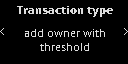 Transaction type
add owner with
threshold